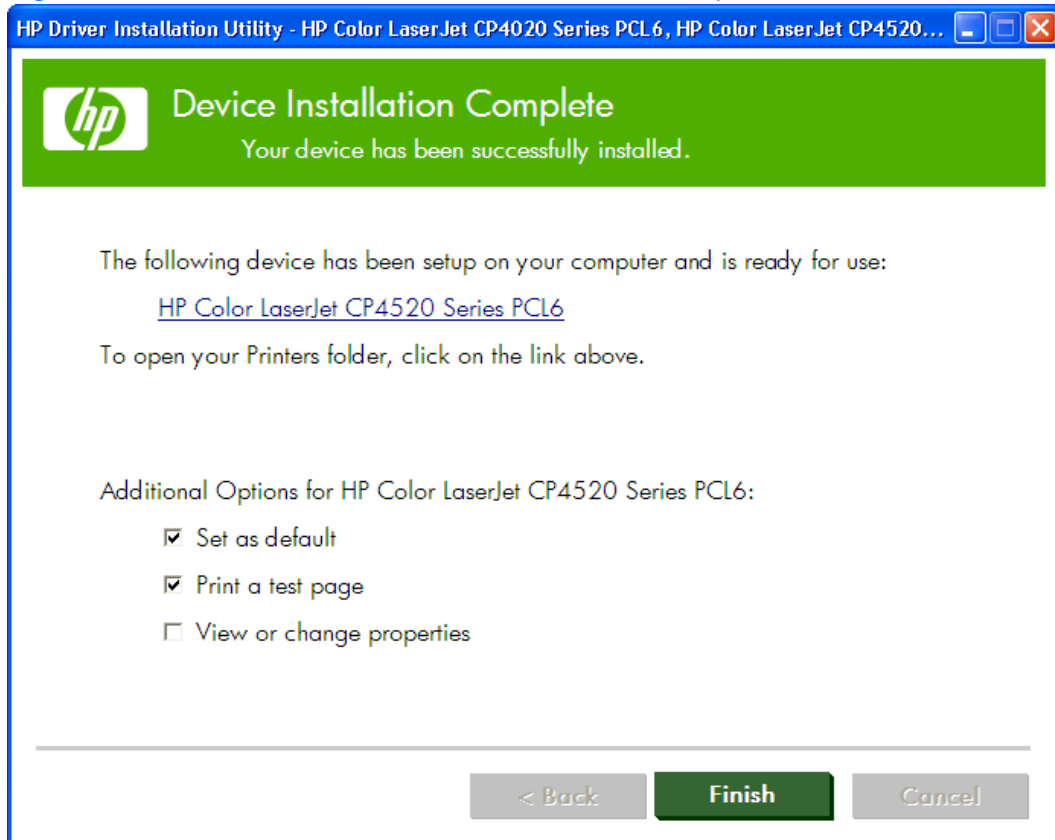 HP Driver Installation Utility - HP Color LaserJet CP4020 Series PCL6, HP Color LaserJet CP4520...
hp
Device Installation Complete
Your device has been successfully installed.
The following device has been setup on your computer and is ready for use:
HP Color LaserJet CP4520 Series PCL6
To open your Printers folder, click on the link above.
Additional Options for HP Color LaserJet CP4520 Series PCL6:
Set as default
Print a test page
View or change properties
< Back Finish Cancel